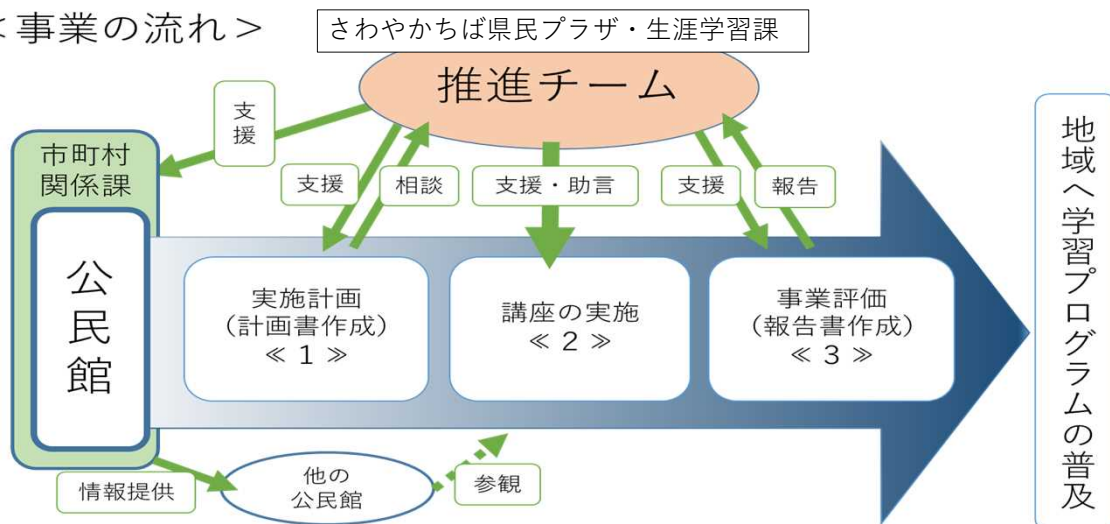 <事業の流れ>
さわやかちば県民プラザ・生涯学習課
推進チーム
支援
市町村
関係課
公民館
支援
相談
支援・助言
支援
報告
実施計画
(計画書作成)
≪ 1 ≫
講座の実施
≪ 2 ≫
事業評価
(報告書作成)
≪ 3 ≫
地域へ学習プログラムの普及
情報提供
他の
公民館
参観